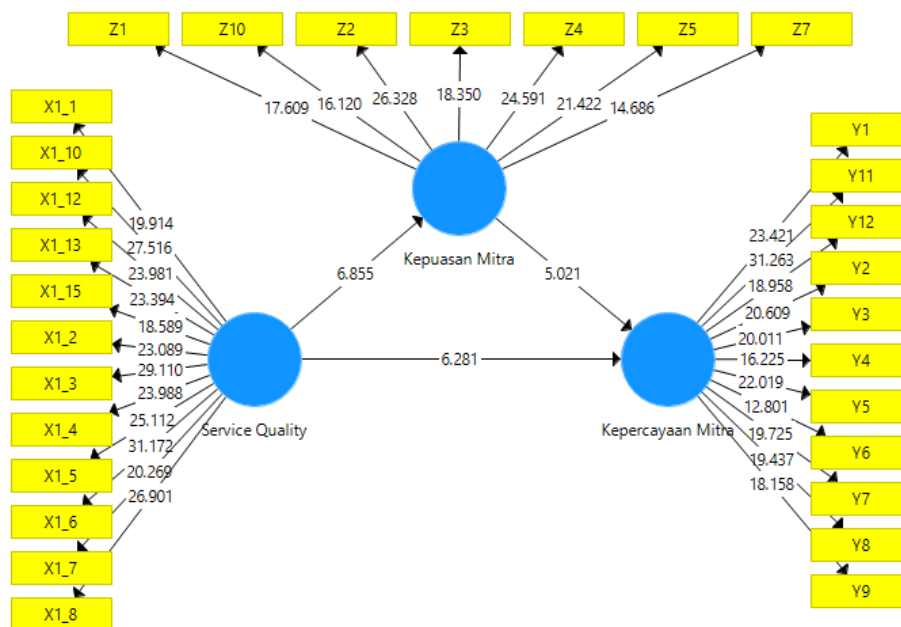 Z1
Z10
Z2
Z3
Z4
Z5
Z7
17.609
16.120
26.328
18.350
24.591
21.422
14.686
X1_1
X1_10
X1_12
X1_13
X1_15
X1_2
X1_3
X1_4
X1_5
X1_6
X1_7
X1_8
19.914
27.516
23.981
23.394
18.589
23.089
29.110
23.988
25.112
31.172
20.269
26.901
Kepuasan Mitra
6.855
5.021
6.281
Service Quality
Kepercayaan Mitra
23.421
31.263
18.958
20.609
20.011
16.225
22.019
12.801
19.725
19.437
18.158
Y1
Y11
Y12
Y2
Y3
Y4
Y5
Y6
Y7
Y8
Y9